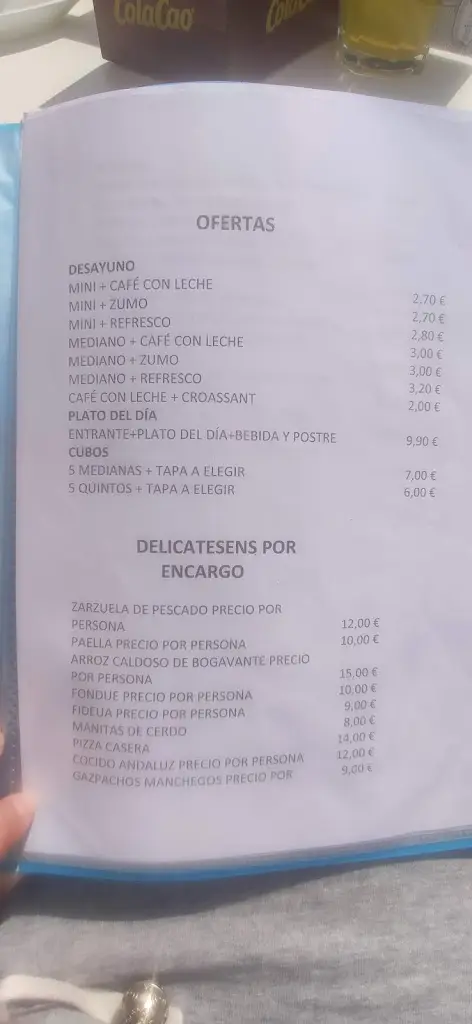 ColaCao
ColaCao
OFERTAS
DESAYUNO
MINI + CAFÉ CON LECHE 2,70 €
MINI + ZUMO 2,70 €
MINI + REFRESCO 2,80 €
MEDIANO + CAFÉ CON LECHE 3,00 €
MEDIANO + ZUMO 3,00 €
MEDIANO + REFRESCO 3,20 €
CAFÉ CON LECHE + CROASSANT 2,00 €
PLATO DEL DÍA
ENTRANTE+PLATO DEL DÍA+BEBIDA Y POSTRE 9,90 €
CUBOS
5 MEDIANAS + TAPA A ELEGIR 7,00 €
5 QUINTOS + TAPA A ELEGIR 6,00 €
DELICATESENS POR
ENCARGO
ZARZUELA DE PESCADO PRECIO POR
PERSONA 12,00 €
PAELLA PRECIO POR PERSONA 10,00 €
ARROZ CALDOSO DE BOGAVANTE PRECIO
POR PERSONA 15,00 €
FONDUE PRECIO POR PERSONA 10,00 €
FIDEUA PRECIO POR PERSONA 9,00 €
MANITAS DE CERDO 8,00 €
PIZZA CASERA 14,00 €
COCIDO ANDALUZ PRECIO POR PERSONA 12,00 €
GAZPACHOS MANCHEGOS PRECIO POR 9,00 €